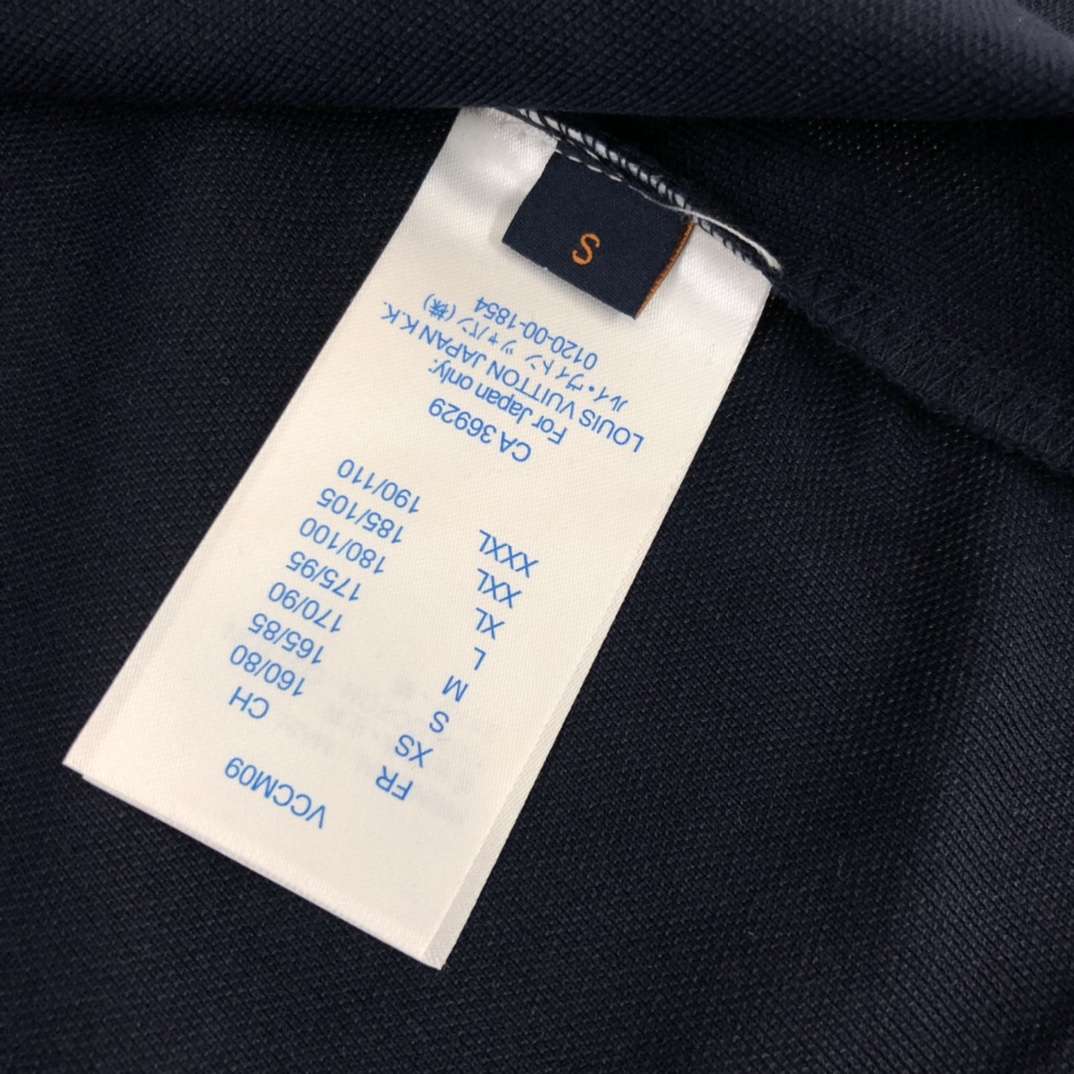 VCCM09
FR CH
XS 160/80
S 165/85
M 170/90
L 175/95
XL 180/100
XXL 185/105
XXXL 190/110
CA 36929
For Japan only:
LOUIS VUITTON JAPAN K.K.
ルイ・ヴィトン ジャパン (株)
0120-00-1854
S